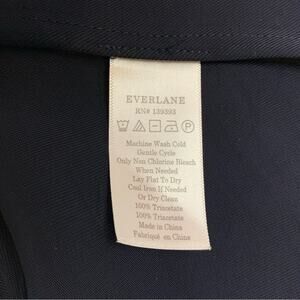 EVERLANE
RN# 139393
Machine Wash Cold
Gentle Cycle
Only Non Chlorine Bleach
When Needed
Lay Flat To Dry
Cool Iron If Needed
Or Dry Clean
100% Triacetate
100% Triacetate
Made in China
Fabriqué en Chine